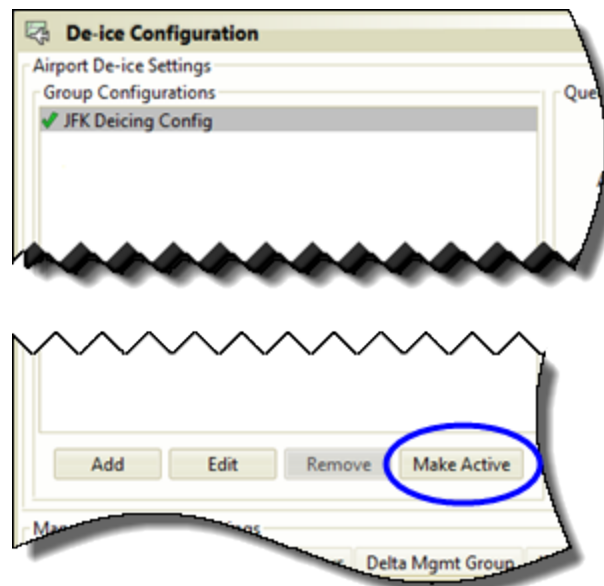 De-ice Configuration
Airport De-ice Settings
Group Configurations
JFK Deicing Config
Add Edit Remove Make Active
Delta Mgmt Group